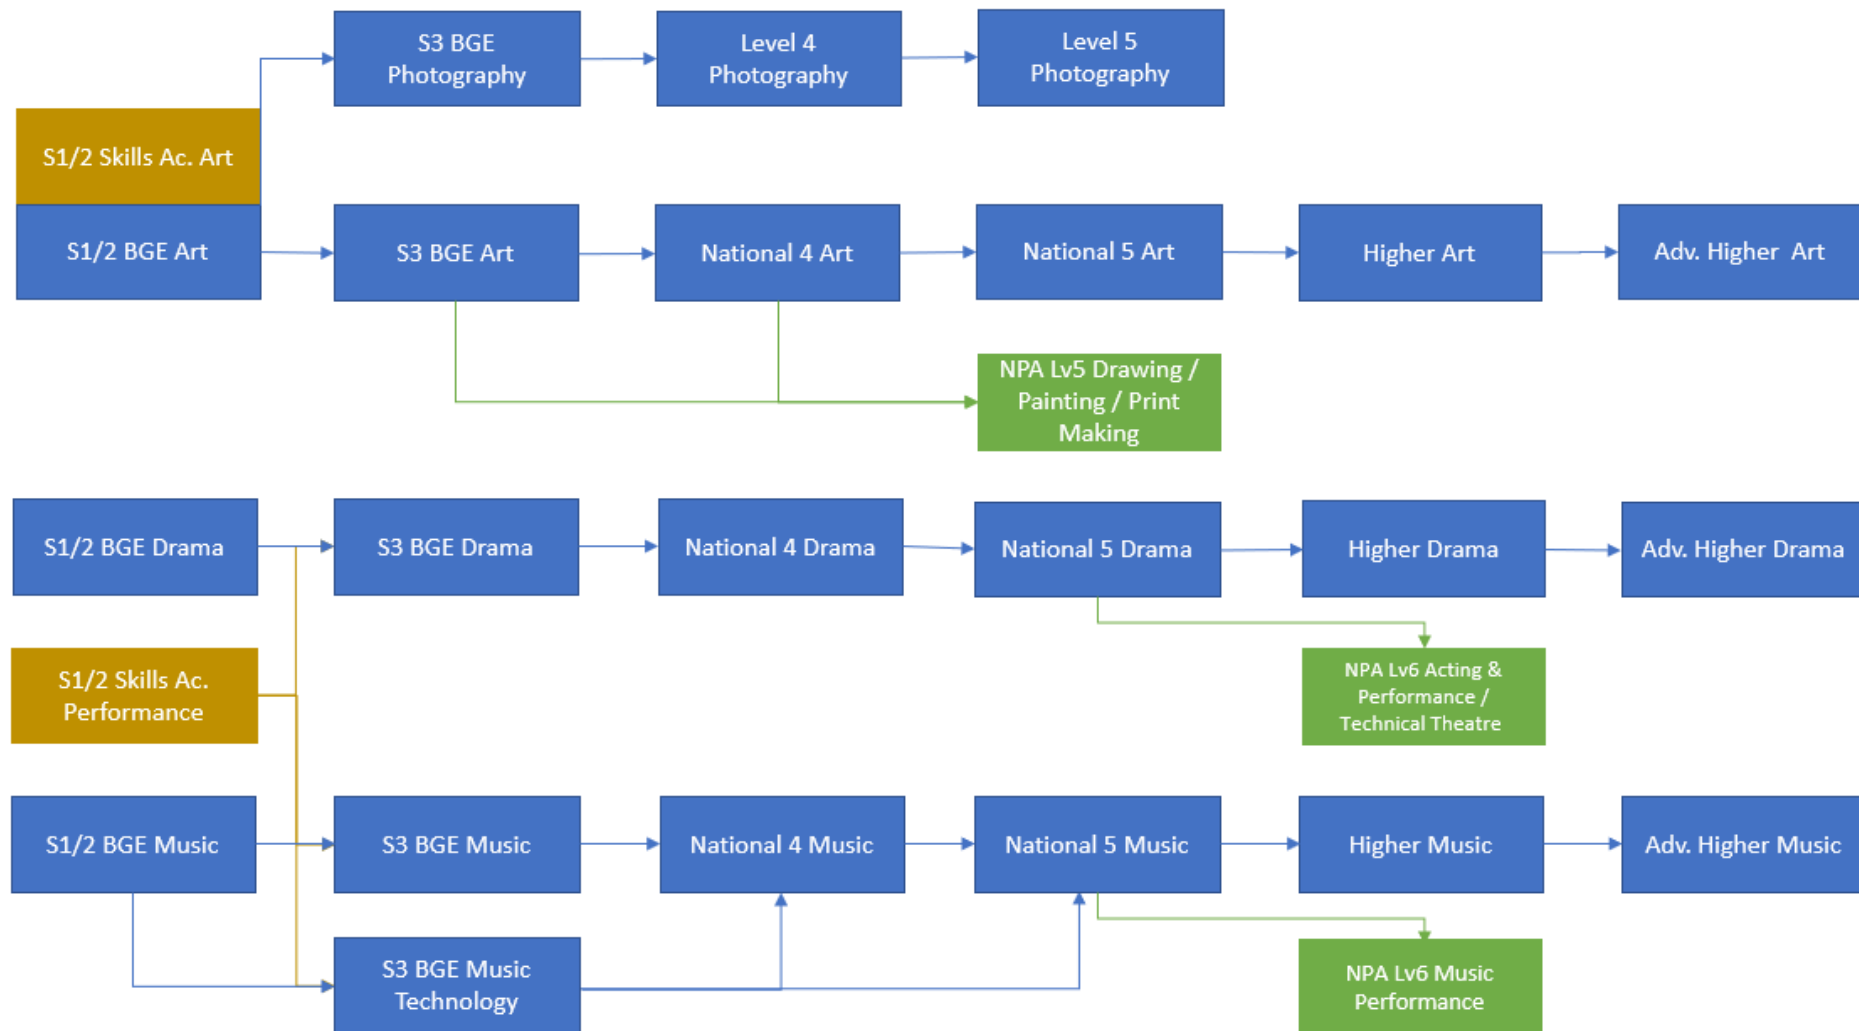 S3 BGE
Photography
Level 4
Photography
Level 5
Photography
S1/2 Skills Ac. Art
S1/2 BGE Art
S3 BGE Art
National 4 Art
National 5 Art
Higher Art
Adv. Higher Art
NPA Lv5 Drawing /
Painting / Print
Making
S1/2 BGE Drama
S3 BGE Drama
National 4 Drama
National 5 Drama
Higher Drama
Adv. Higher Drama
S1/2 Skills Ac.
Performance
NPA Lv6 Acting &
Performance /
Technical Theatre
S1/2 BGE Music
S3 BGE Music
National 4 Music
National 5 Music
Higher Music
Adv. Higher Music
S3 BGE Music
Technology
NPA Lv6 Music
Performance